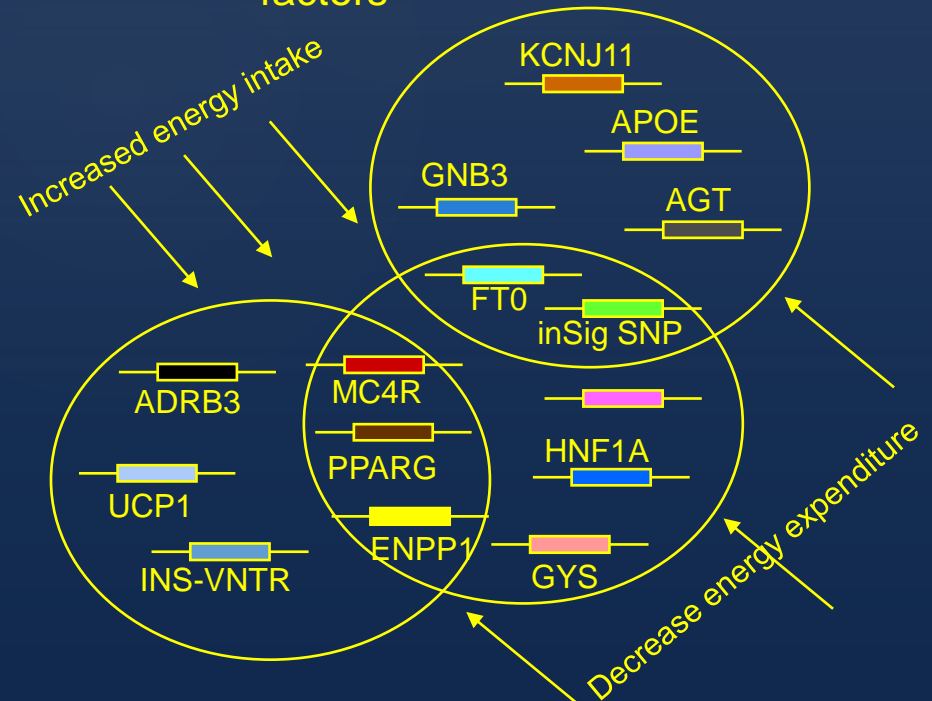 factors
Increased energy intake
KCNJ11
APOE
GNB3
AGT
FT0
inSig SNP
MC4R
ADRB3
PPARG
HNF1A
UCP1
ENPP1
INS-VNTR
GYS
Decrease energy expenditure